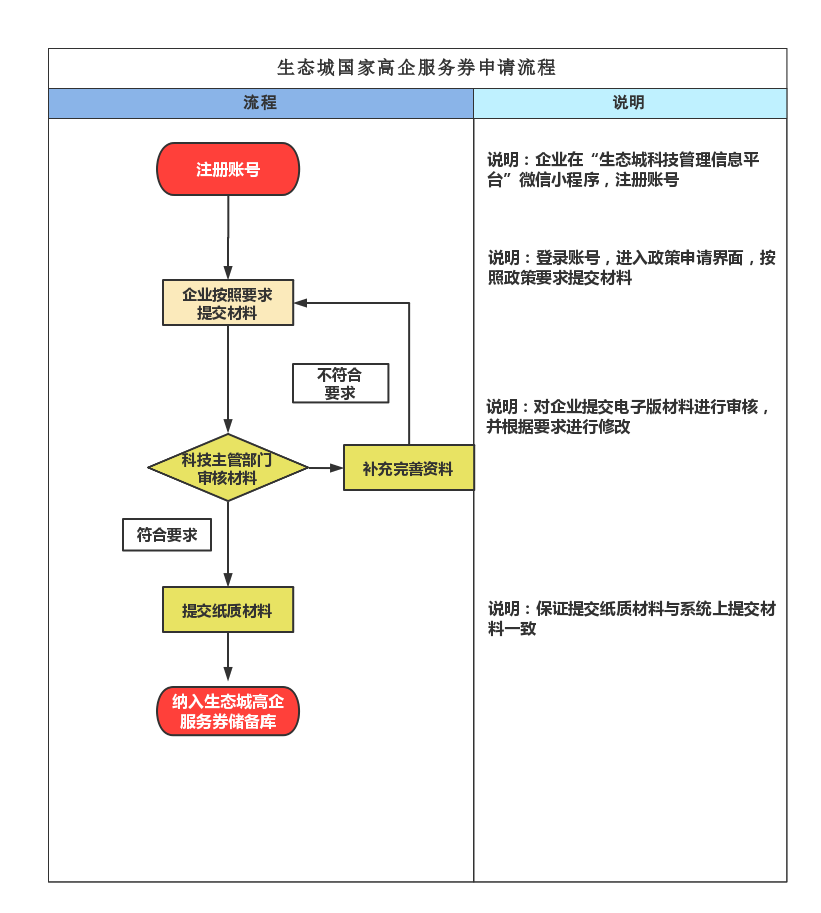 生态城国家高企服务券申请流程
流程
说明
注册账号
说明：企业在“生态城科技管理信息平
台”微信小程序，注册账号
说明：登录账号，进入政策申请界面，按
照政策要求提交材料
企业按照要求
提交材料
不符合
要求
说明：对企业提交电子版材料进行审核，
并根据要求进行修改
科技主管部门
审核材料
补充完善资料
符合要求
提交纸质材料
说明：保证提交纸质材料与系统上提交材
料一致
纳入生态城高企
服务券储备库